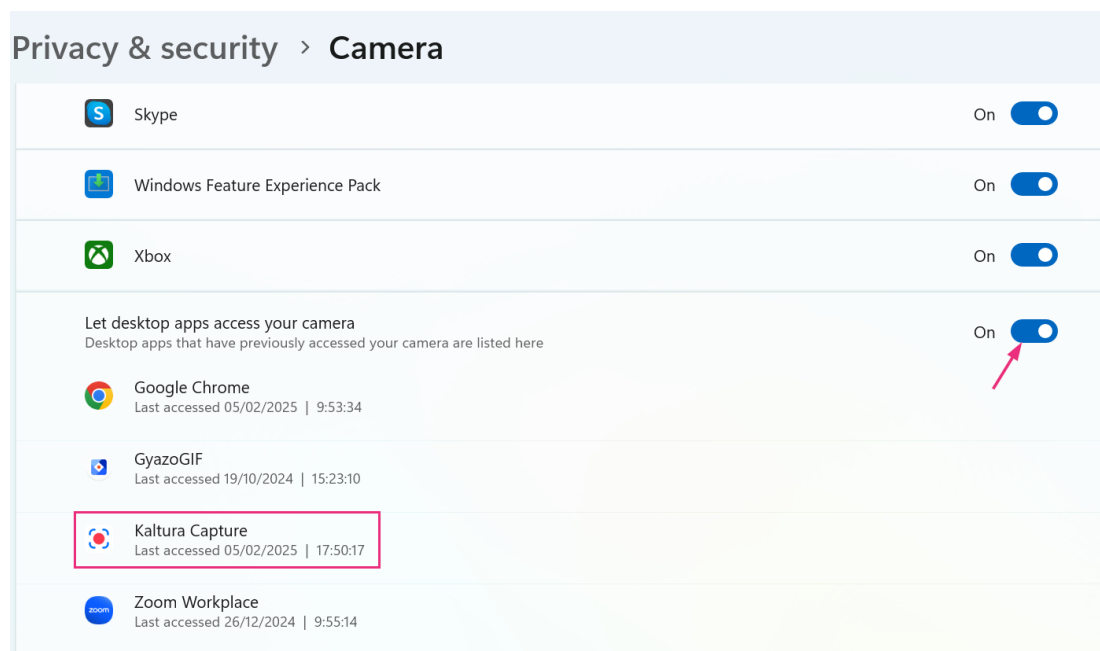 Privacy & security > Camera
S
Skype
On
Windows Feature Experience Pack
On
Xbox
On
Let desktop apps access your camera
Desktop apps that have previously accessed your camera are listed here
On
Google Chrome
Last accessed 05/02/2025 | 9:53:34
GyazoGIF
Last accessed 19/10/2024 | 15:23:10
Kaltura Capture
Last accessed 05/02/2025 | 17:50:17
zoom
Zoom Workplace
Last accessed 26/12/2024 | 9:55:14